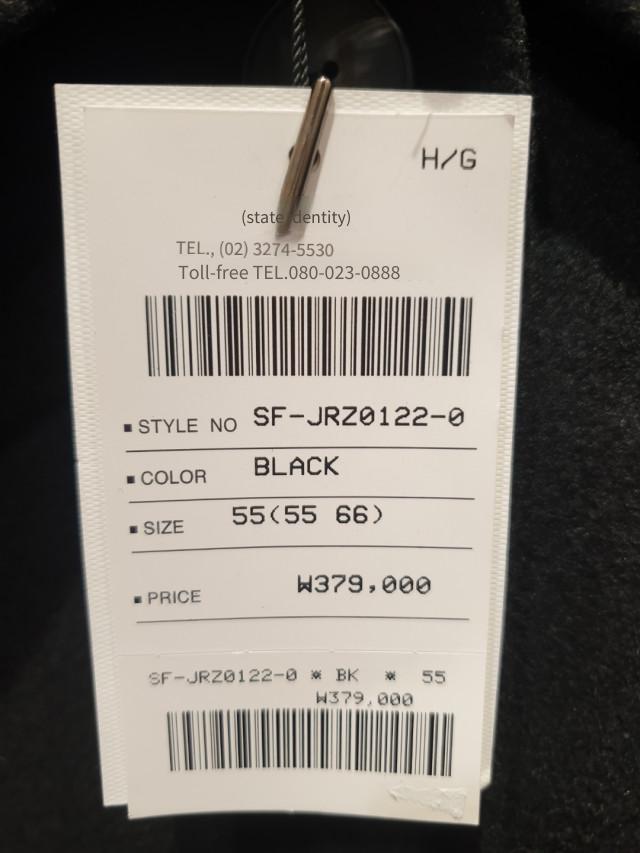 H/G
(state identity)
TEL., (02) 3274-5530
Toll-free TEL.080-023-0888
▪ STYLE NO SF-JRZ0122-0
▪ COLOR BLACK
▪ SIZE 55(55 66)
▪ PRICE ₩379,000
SF-JRZ0122-0 * BK * 55
₩379,000